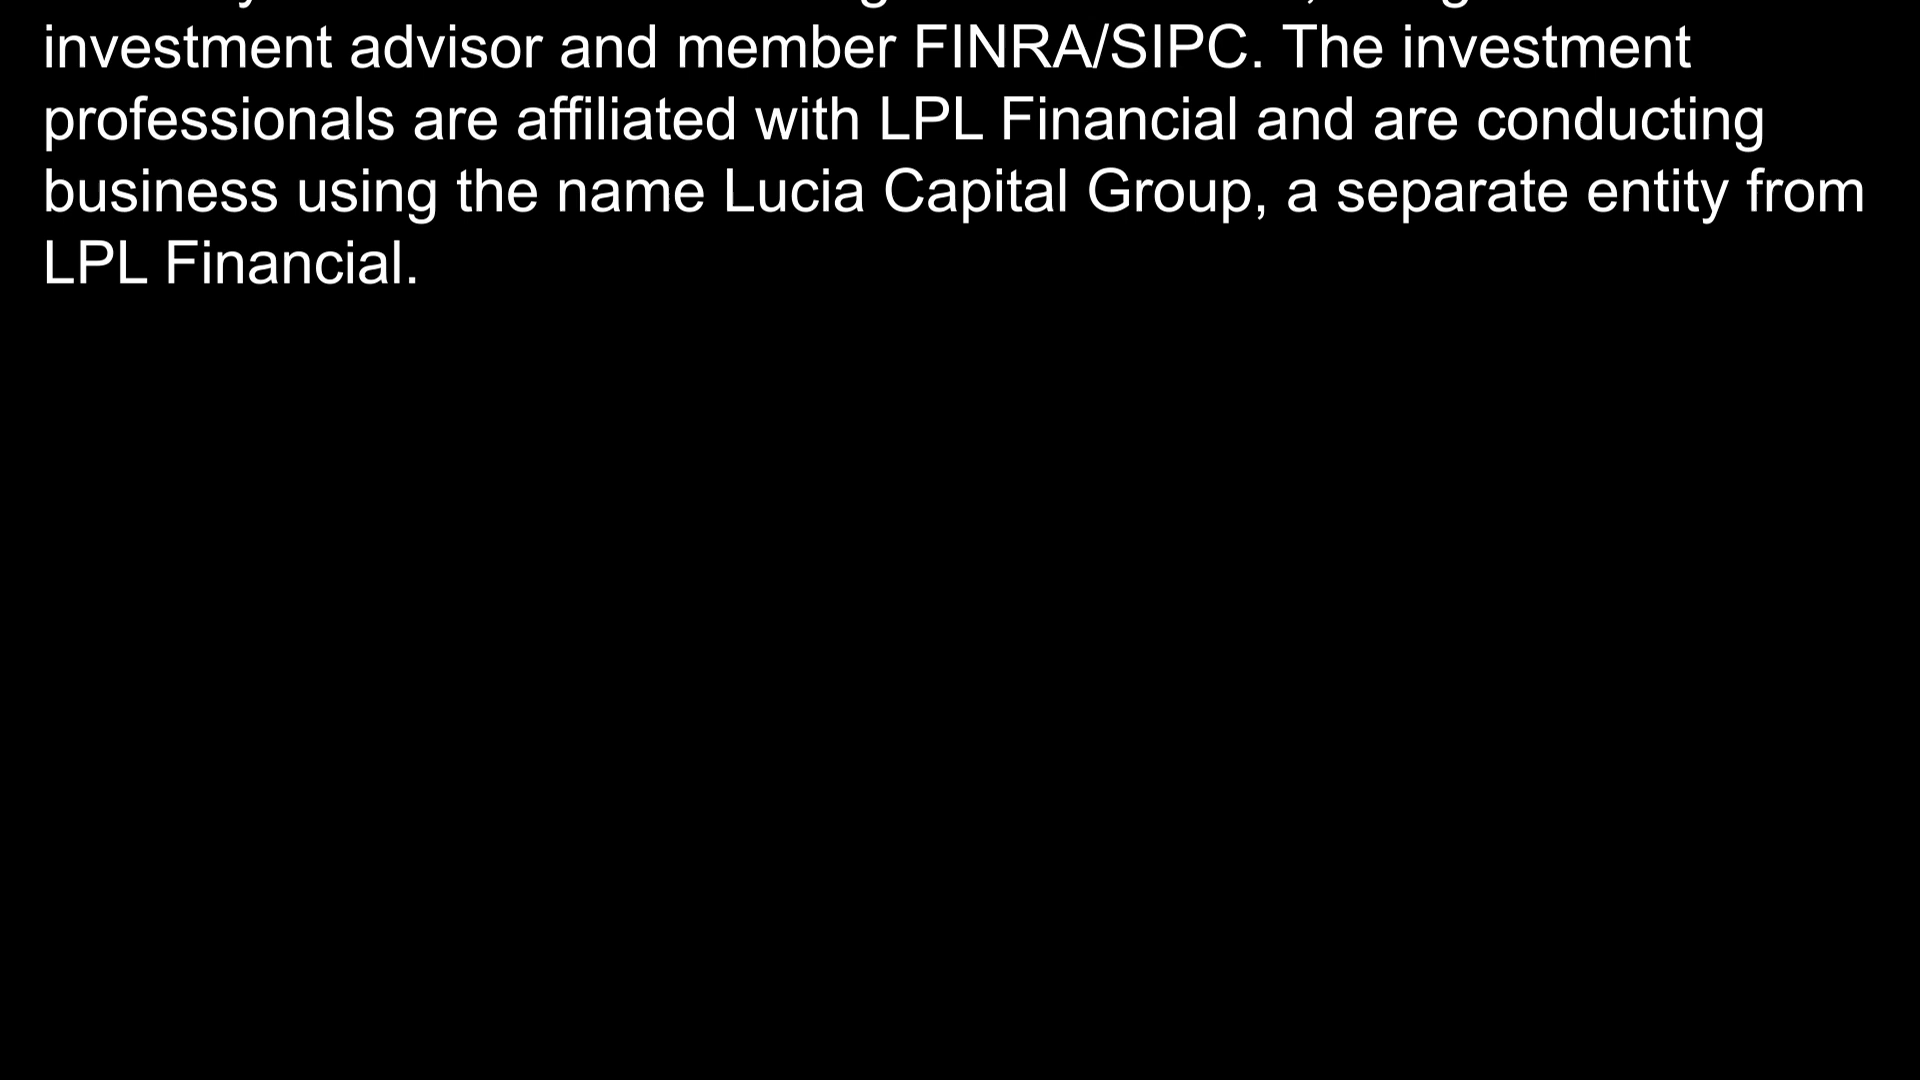 investment advisor and member FINRA/SIPC. The investment
professionals are affiliated with LPL Financial and are conducting
business using the name Lucia Capital Group, a separate entity from
LPL Financial.